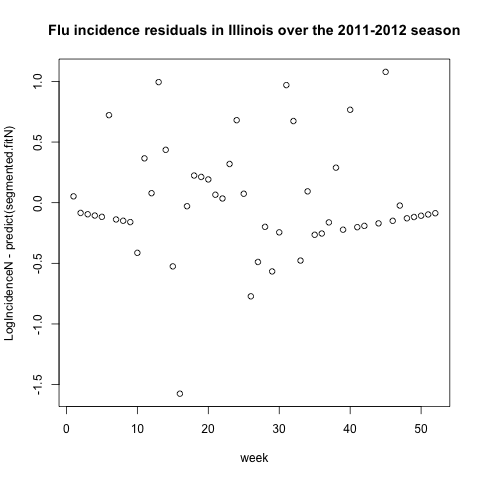 Flu incidence residuals in Illinois over the 2011-2012 season
LogIncidenceN - predict(segmented.fitN)
1.0
0.5
0.0
-0.5
-1.0
-1.5
0 10 20 30 40 50
week